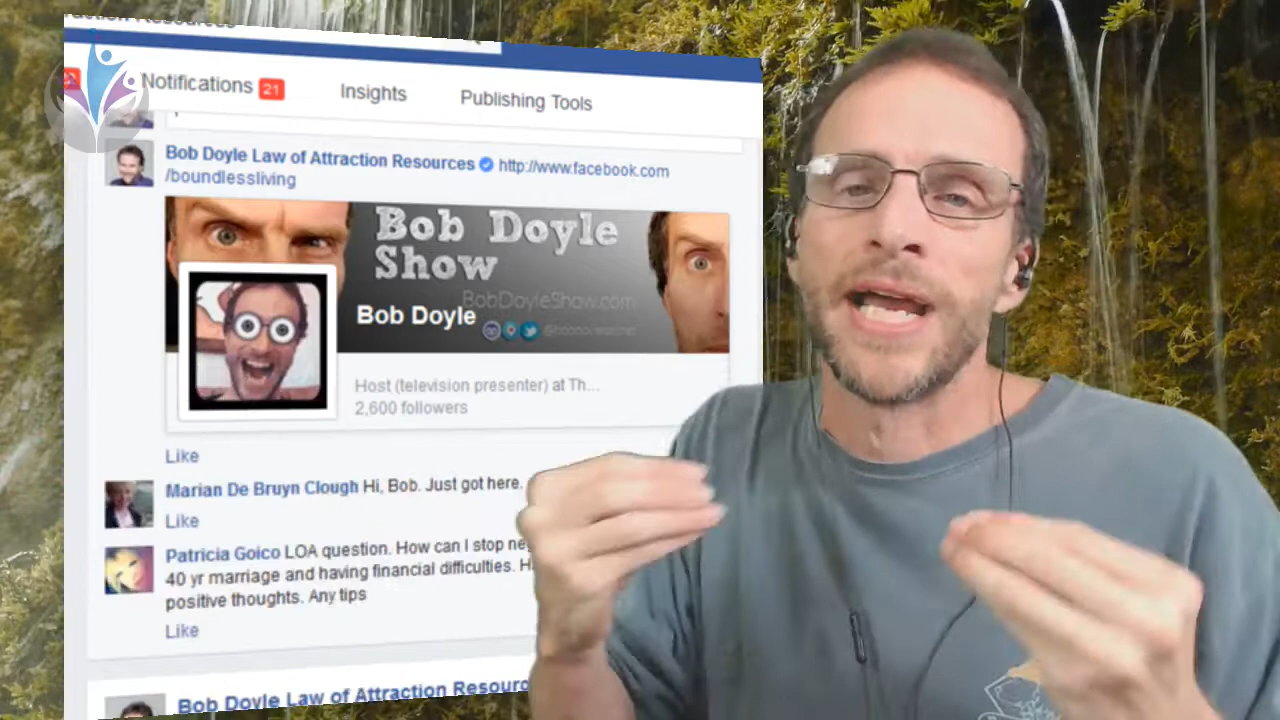 Notifications 21
Insights
Publishing Tools
Bob Doyle Law of Attraction Resources http://www.facebook.com
/boundlessliving
Bob Doyle
Show
BobDoyleShow.com
Bob Doyle
Host (television presenter) at Th...
2,600 followers
Like
Marian De Bruyn Clough Hi, Bob. Just got here.
Like
Patricia Goico LOA question. How can I stop
40 yr marriage and having financial difficulties.
positive thoughts. Any tips
Like
Bob Doyle Law of Attraction